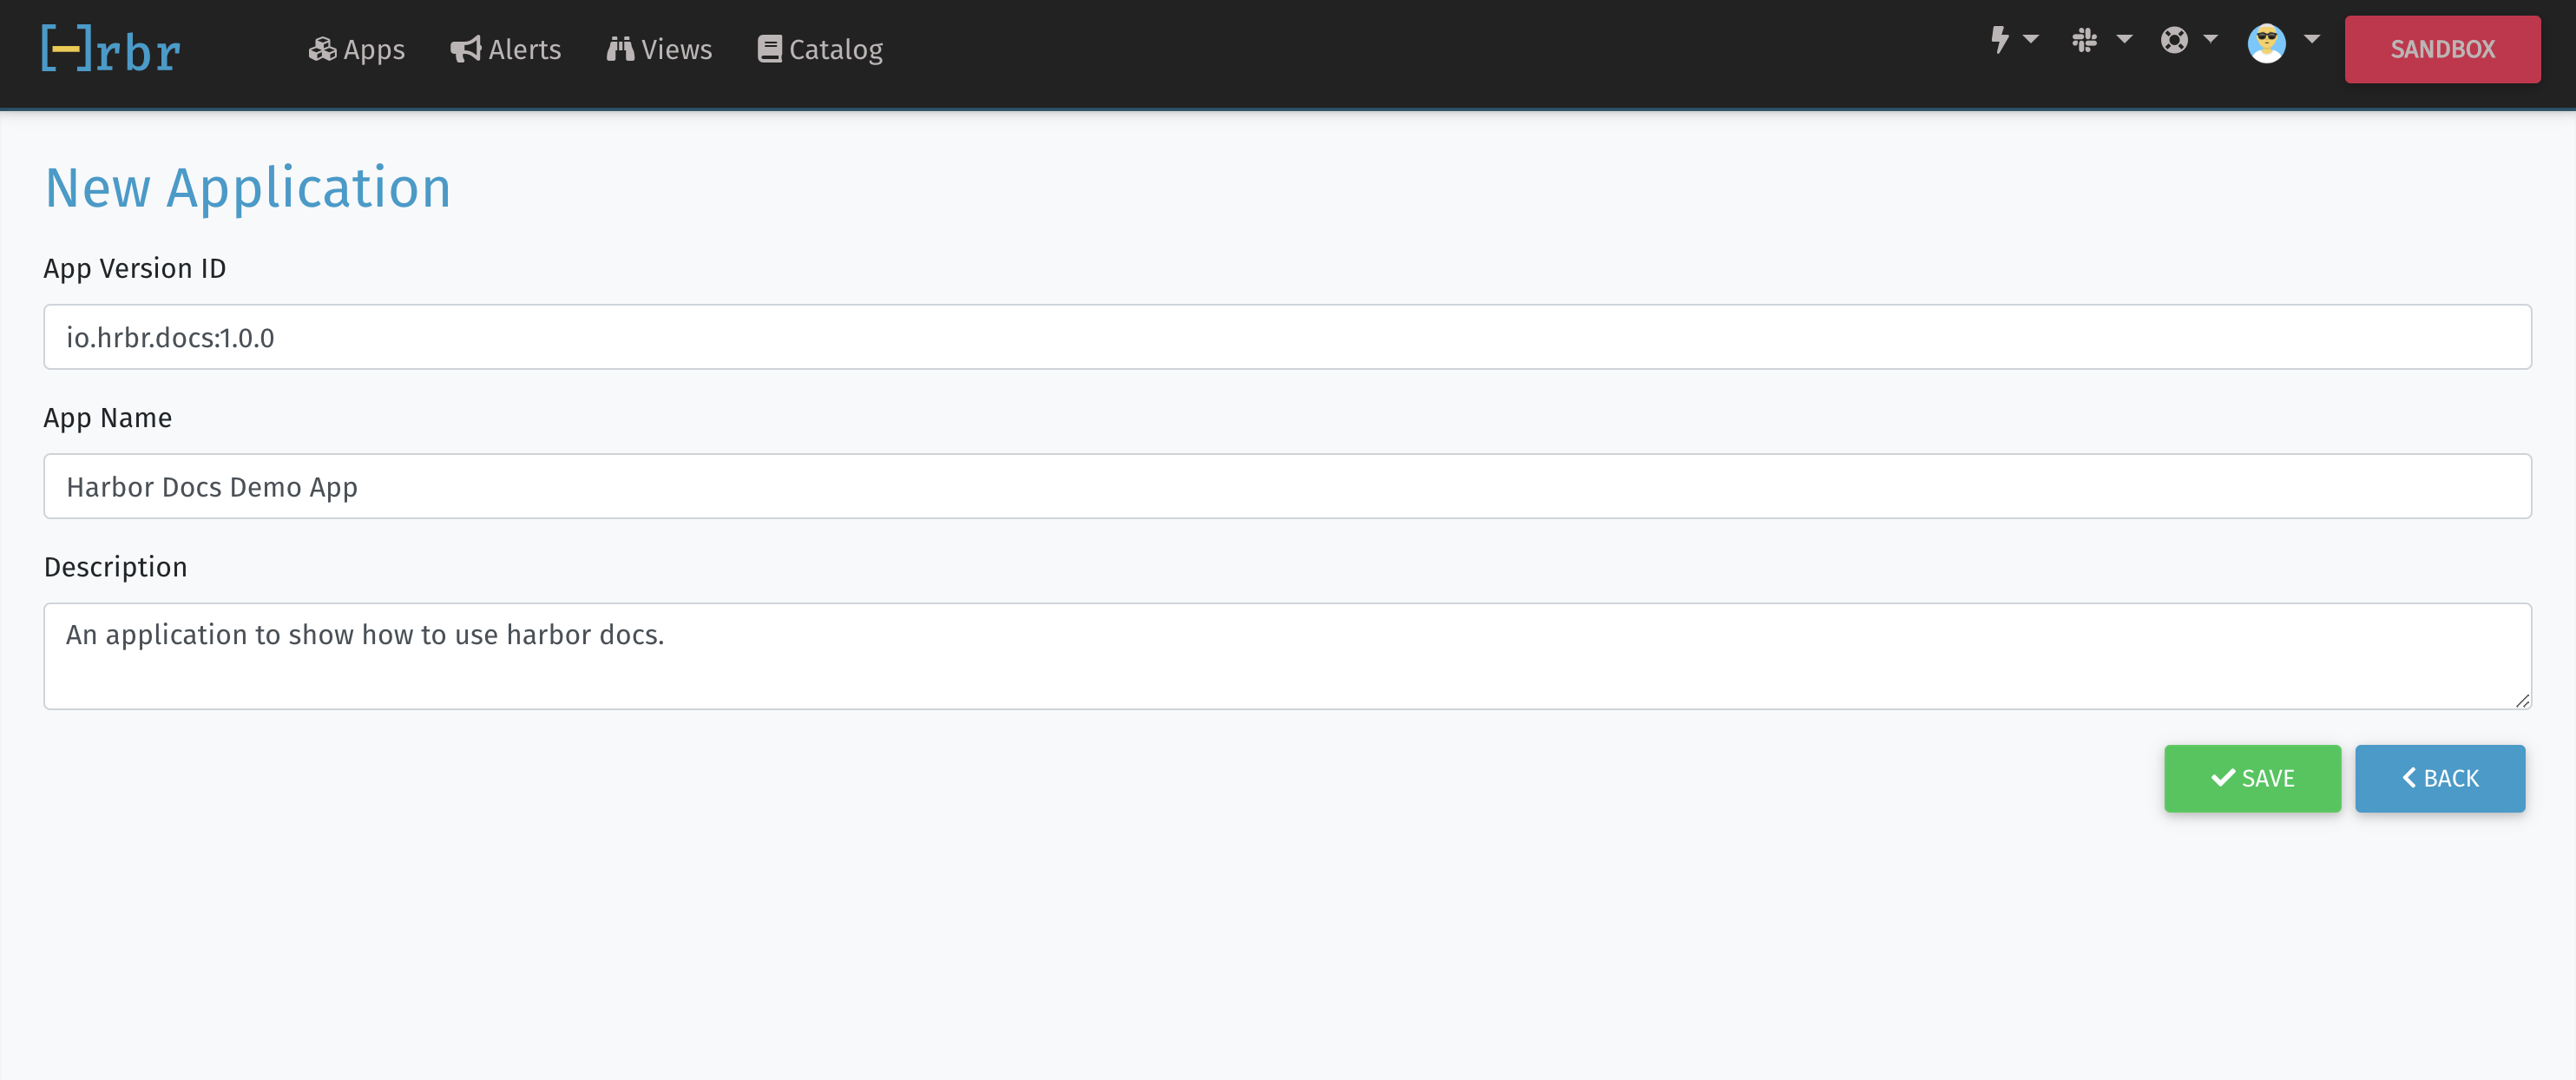 [-]rbr Apps Alerts Views Catalog SANDBOX
New Application
App Version ID
io.hrbr.docs:1.0.0
App Name
Harbor Docs Demo App
Description
An application to show how to use harbor docs.
SAVE BACK